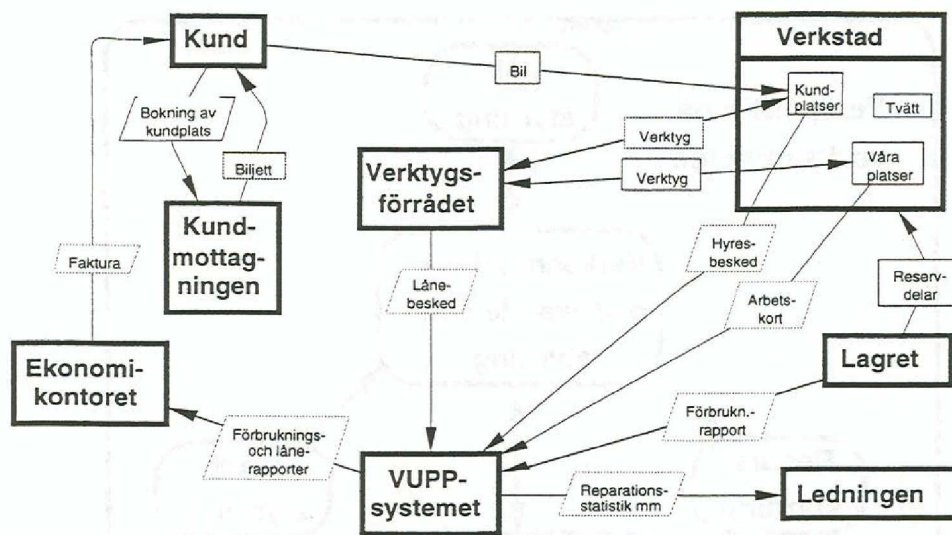 Kund
Verkstad
Bil
Kund-
platser
Tvätt
Bokning av
kundplats
Verktyg
Biljett
Verktygs-
förrådet
Verktyg
Våra
platser
Kund-
mottag-
ningen
Faktura
Hyres-
besked
Låne-
besked
Reserv-
delar
Arbets-
kort
Ekonomi-
kontoret
Lagret
Förbruknings-
och låne-
rapporter
Förbrukn.-
rapport
VUPP-
systemet
Reparations-
statistik mm
Ledningen